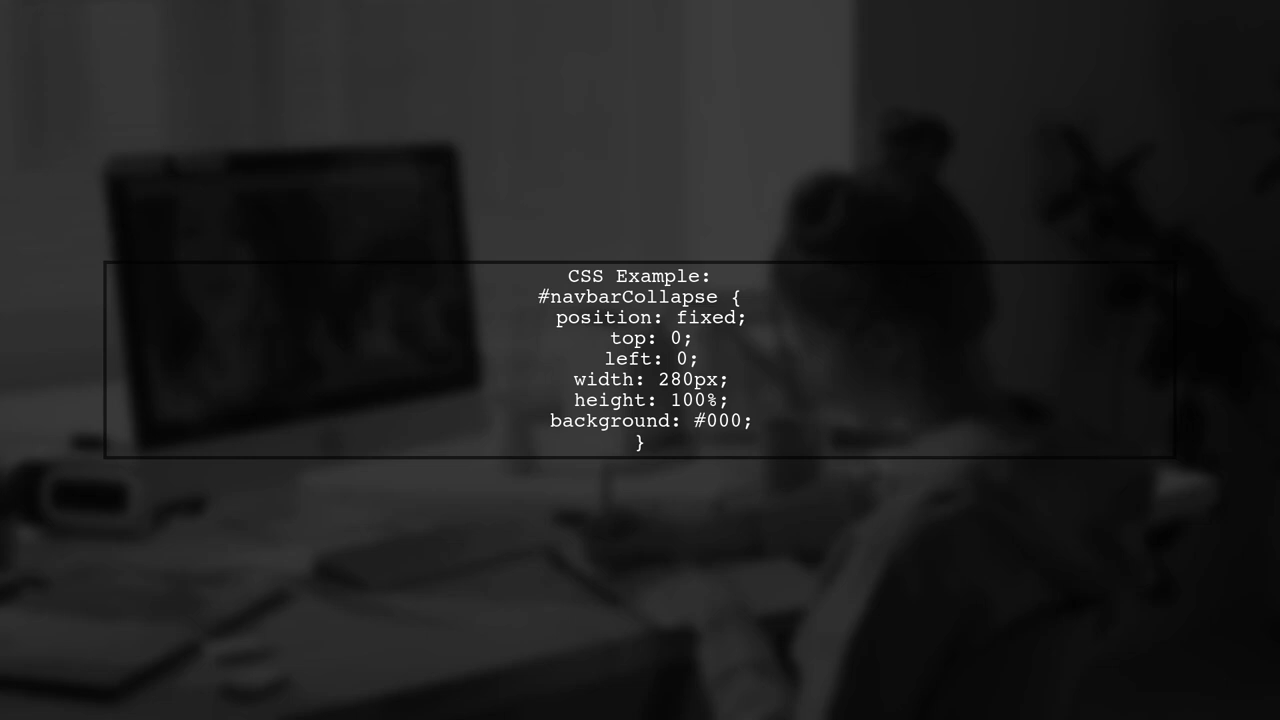 CSS Example:
#navbarCollapse {
position: fixed;
top: 0;
left: 0;
width: 280px;
height: 100%;
background: #000;
}